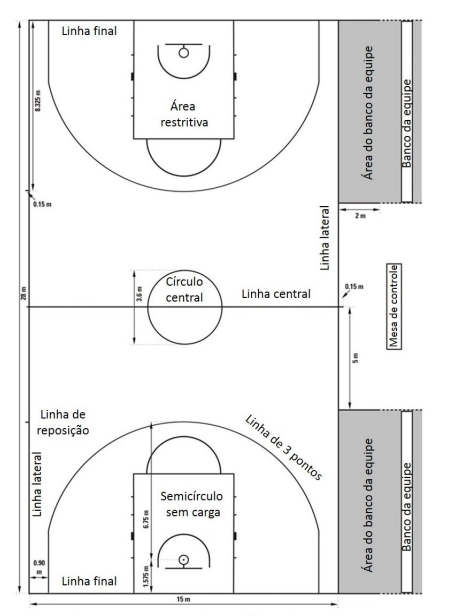 Linha final
8.325 m
Área
restritiva
Área do banco da equipe
Banco da equipe
0.15 m
2 m
Linha lateral
28 m
3.6 m
Círculo
central
Linha central
0.15 m
Mesa de controle
5 m
Linha de
reposição
Linha de 3 pontos
Linha lateral
6.75 m
Semicírculo
sem carga
Área do banco da equipe
Banco da equipe
0.90
m
Linha final
1.575 m
15 m